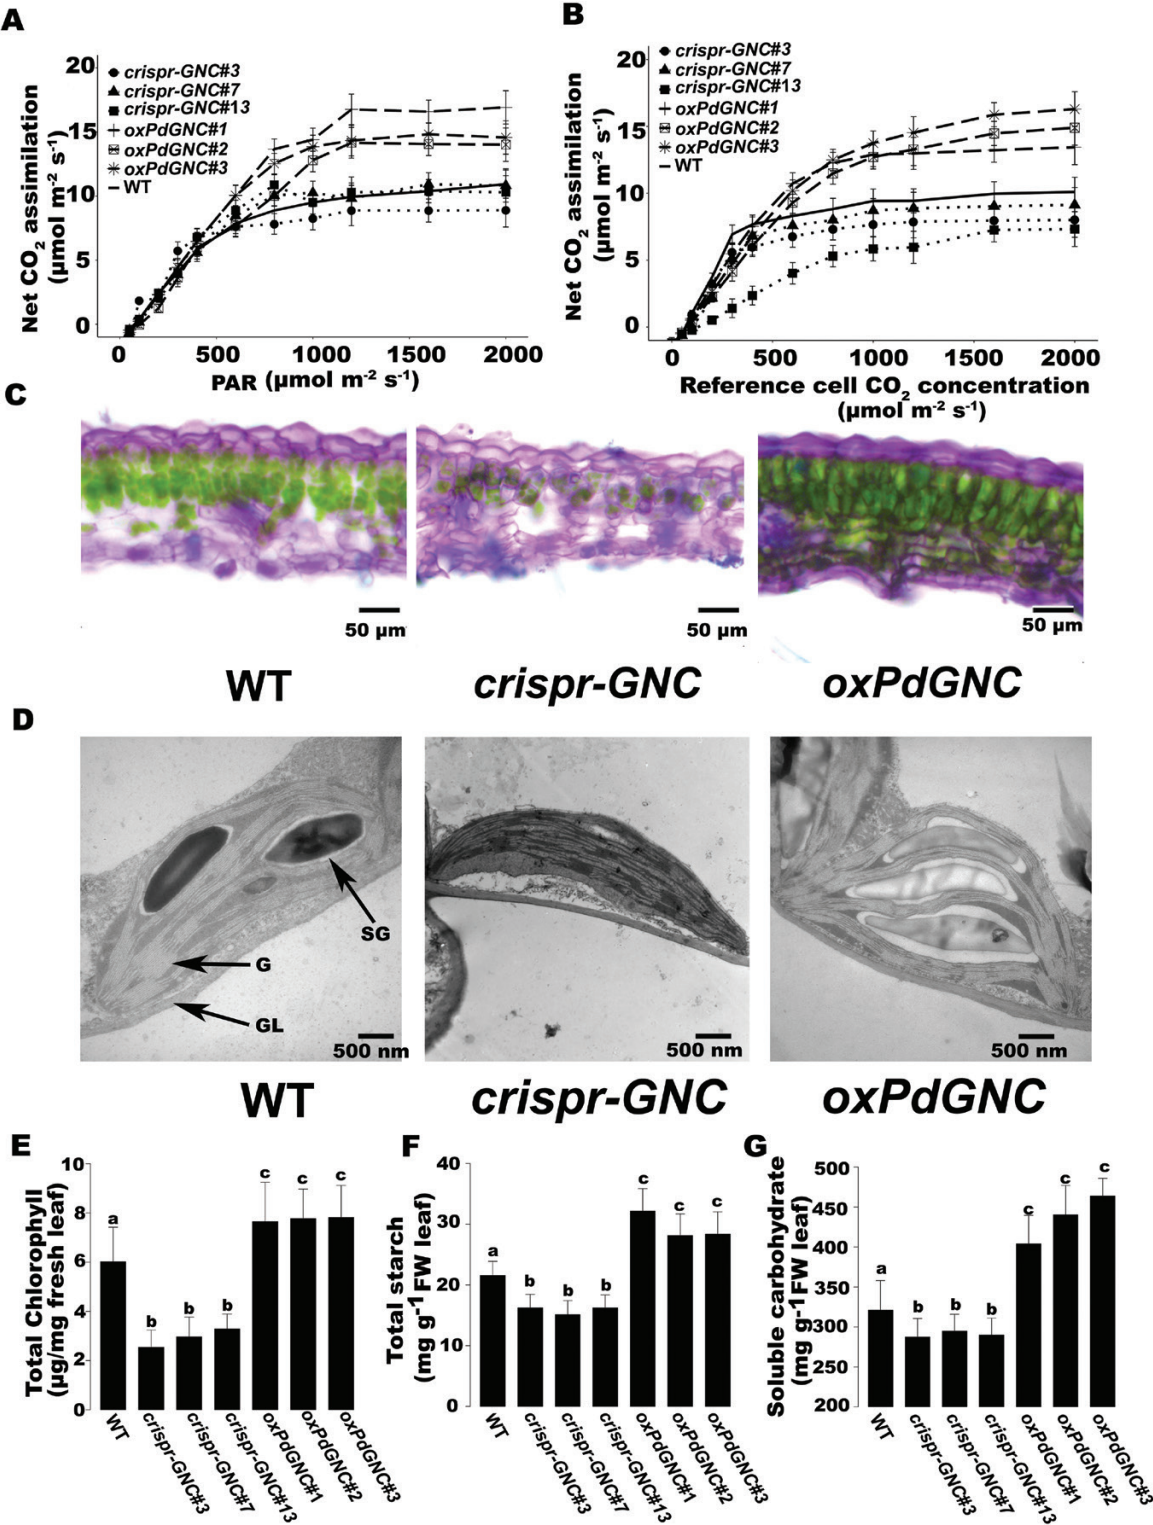 A
Net CO2 assimilation
(µmol m-2 s-1)
20
15
10
5
0
crispr-GNC#3
crispr-GNC#7
crispr-GNC#13
oxPdGNC#1
oxPdGNC#2
oxPdGNC#3
WT
0 500 1000 1500 2000
PAR (µmol m-2 s-1)
B
Net CO2 assimilation
(µmol m-2 s-1)
20
15
10
5
0
crispr-GNC#3
crispr-GNC#7
crispr-GNC#13
oxPdGNC#1
oxPdGNC#2
oxPdGNC#3
WT
0 500 1000 1500 2000
Reference cell CO2 concentration
(µmol m-2 s-1)
C
50 µm
50 µm
50 µm
WT
crispr-GNC
oxPdGNC
D
SG
G
GL
500 nm
500 nm
500 nm
WT
crispr-GNC
oxPdGNC
E
Total Chlorophyll
(µg/mg fresh leaf)
10
8
6
4
2
0
a
b
b
b
c
c
c
WT
crispr-GNC#3
crispr-GNC#7
crispr-GNC#13
oxPdGNC#1
oxPdGNC#2
oxPdGNC#3
F
Total starch
(mg g-1FW leaf)
40
30
20
10
0
a
b
b
b
c
c
c
WT
crispr-GNC#3
crispr-GNC#7
crispr-GNC#13
oxPdGNC#1
oxPdGNC#2
oxPdGNC#3
G
Soluble carbohydrate
(mg g-1FW leaf)
500
450
400
350
300
250
200
a
b
b
b
c
c
c
WT
crispr-GNC#3
crispr-GNC#7
crispr-GNC#13
oxPdGNC#1
oxPdGNC#2
oxPdGNC#3